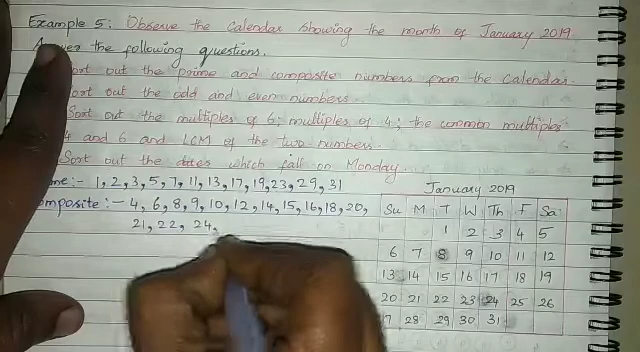 Example 5: Observe the Calendar showing the month of January 2019.
the following questions.
out the prime and composite numbers from the Calendar.
out the odd and even numbers.
Sort out the multiples of 6; multiples of 4; the common multiples
4 and 6 and LCM of the two numbers.
Sort out the dates which fall on Monday.
:- 1, 2, 3, 5, 7, 11, 13, 17, 19, 23, 29, 31
:- 4, 6, 8, 9, 10, 12, 14, 15, 16, 18, 20,
21, 22, 24,
January 2019
Su M T W Th F Sa
1 2 3 4 5
6 7 8 9 10 11 12
13 14 15 16 17 18 19
20 21 22 23 24 25 26
7 28 29 30 31